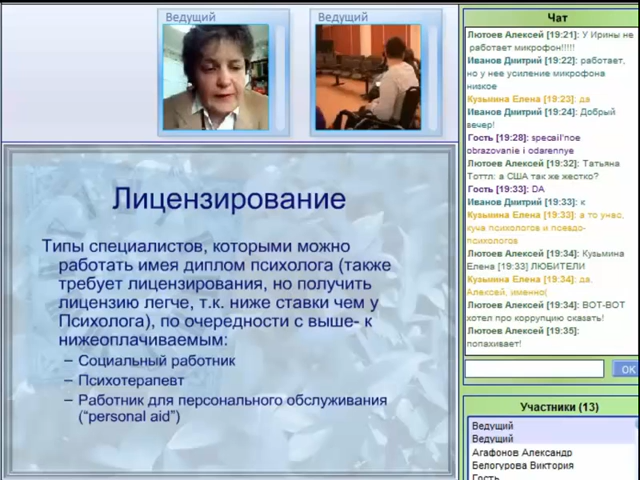 Ведущий
Ведущий
Лицензирование
Типы специалистов, которыми можно
работать имея диплом психолога (также
требует лицензирования, но получить
лицензию легче, т.к. ниже ставки чем у
Психолога), по очередности с выше- к
нижеоплачиваемым:
– Социальный работник
– Психотерапевт
– Работник для персонального обслуживания
("personal aid")
Чат
Лютоев Алексей [19:21]: У Ирины не
работает микрофон!!!!!
Иванов Дмитрий [19:22]: работает,
но у нее усиление микрофона
низкое
Кузьмина Елена [19:23]: да
Иванов Дмитрий [19:24]: Добрый
вечер!
Гость [19:28]: specail'noe
obrazovanie i odarennye
Лютоев Алексей [19:32]: Татьяна
Тоттл: а США так же жестко?
Гость [19:33]: DA
Иванов Дмитрий [19:33]: к
Кузьмина Елена [19:33]: а то унас,
куча психологов и псевдо-
психологов
Лютоев Алексей [19:34]: Кузьмина
Елена [19:33] ЛЮБИТЕЛИ
Кузьмина Елена [19:34]: да,
Алексей, именно(
Лютоев Алексей [19:34]: ВОТ-ВОТ
хотел про коррупцию сказать!
Лютоев Алексей [19:35]:
попахивает!
ОК
Участники (13)
Ведущий
Ведущий
Агафонов Александр
Белогурова Виктория
Гость